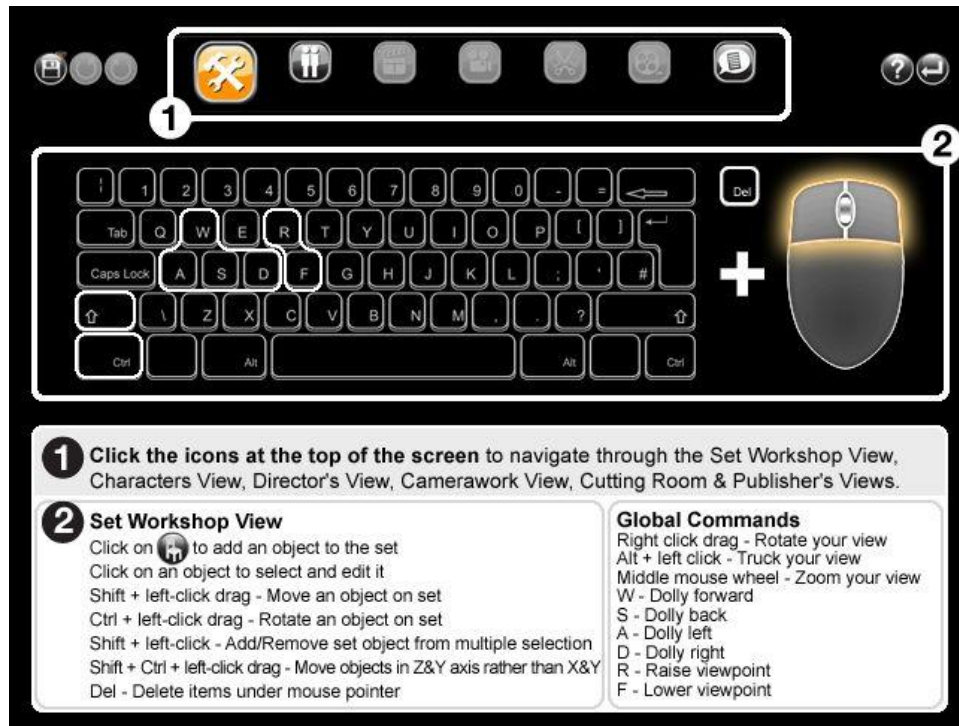 1
2
¦ 1 2 3 4 5 6 7 8 9 0 - =
Del
Tab Q W E R T Y U I O P [ ]
Caps Lock A S D F G H J K L ; ' #
\ Z X C V B N M , . ?
Ctrl Alt Alt Ctrl
1 Click the icons at the top of the screen to navigate through the Set Workshop View,
Characters View, Director's View, Camerawork View, Cutting Room & Publisher's Views.
2 Set Workshop View
Click on to add an object to the set
Click on an object to select and edit it
Shift + left-click drag - Move an object on set
Ctrl + left-click drag - Rotate an object on set
Shift + left-click - Add/Remove set object from multiple selection
Shift + Ctrl + left-click drag - Move objects in Z&Y axis rather than X&Y
Del - Delete items under mouse pointer
Global Commands
Right click drag - Rotate your view
Alt + left click - Truck your view
Middle mouse wheel - Zoom your view
W - Dolly forward
S - Dolly back
A - Dolly left
D - Dolly right
R - Raise viewpoint
F - Lower viewpoint